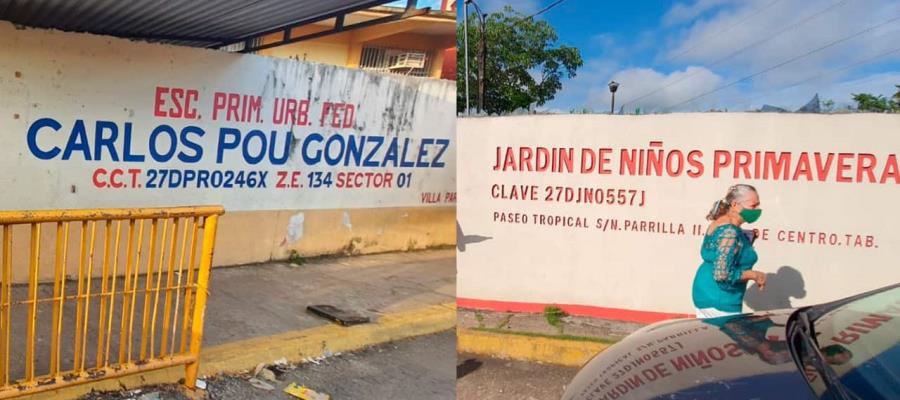 ESC. PRIM. URB. FED.
CARLOS POU GONZALEZ
C.C.T. 27DPR0246X Z.E. 134 SECTOR 01
VILLA
JARDIN DE NIÑOS PRIMAVERA
CLAVE 27DJN0557J
PASEO TROPICAL S/N. PARRILLA II. DE CENTRO. TAB.